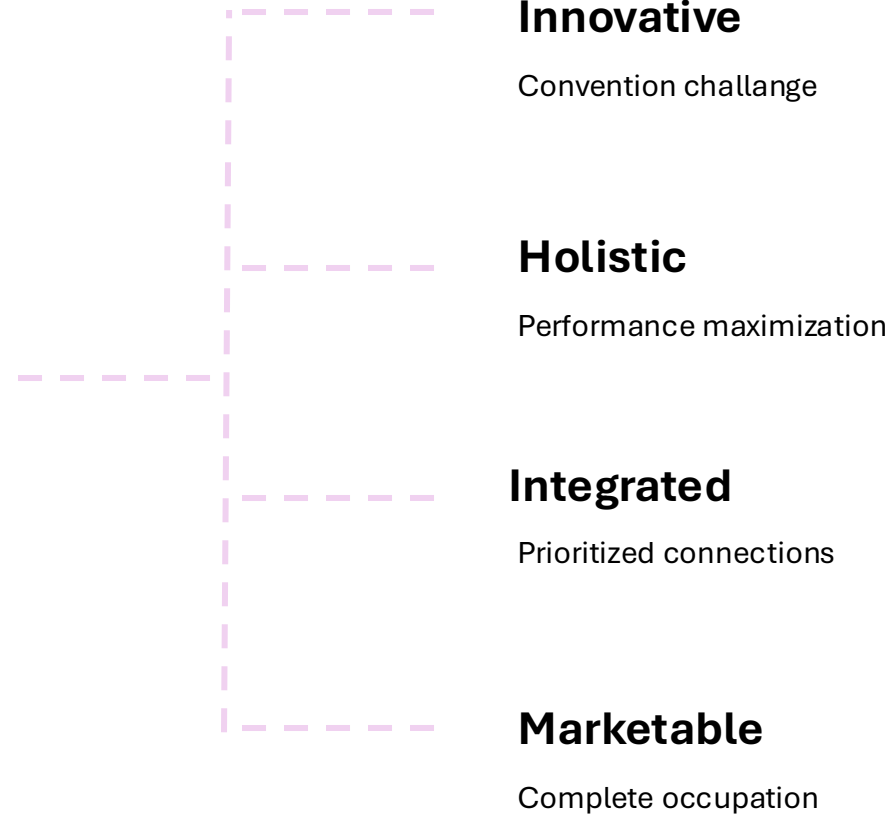 Innovative
Convention challange
Holistic
Performance maximization
Integrated
Prioritized connections
Marketable
Complete occupation